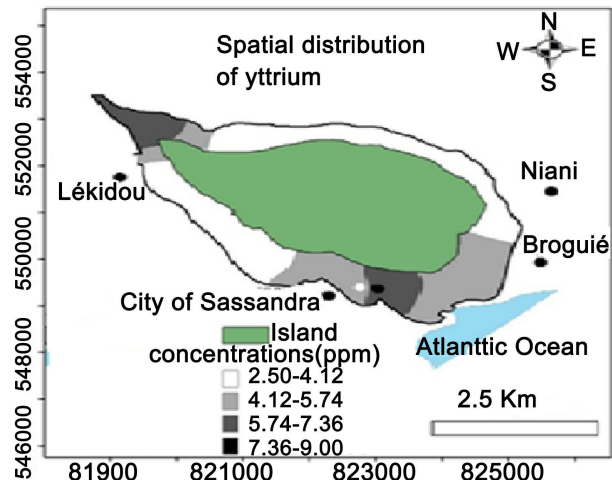 Spatial distribution
of yttrium
N
W E
S
554000
552000
550000
548000
546000
Niani
Lékidou
Broguié
City of Sassandra
Atlanttic Ocean
Island
concentrations(ppm)
2.50-4.12
4.12-5.74
5.74-7.36
7.36-9.00
2.5 Km
81900 821000 823000 825000